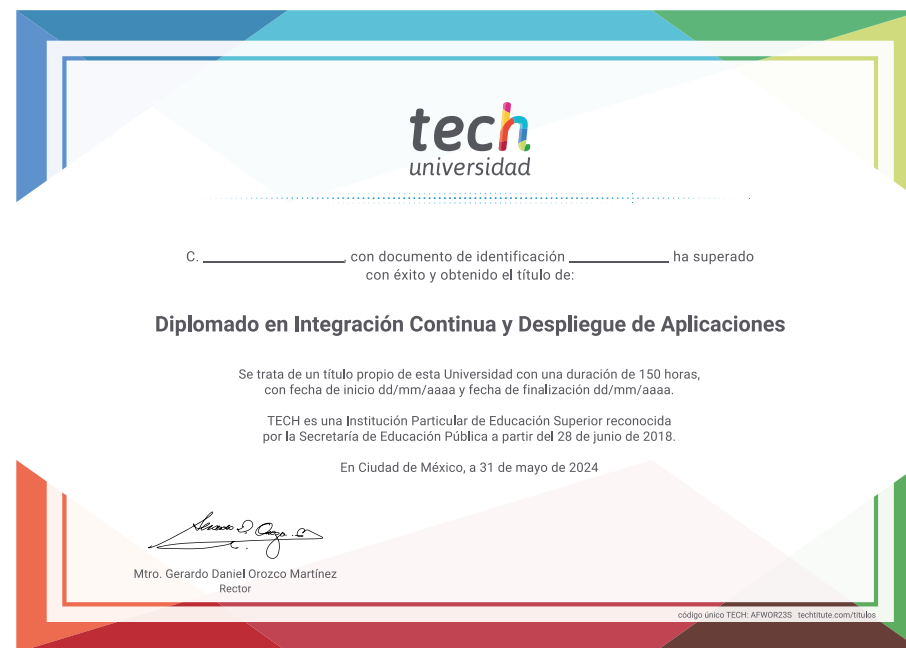 tech
universidad
C. ____________, con documento de identificación ____________ ha superado
con éxito y obtenido el título de:
Diplomado en Integración Continua y Despliegue de Aplicaciones
Se trata de un título propio de esta Universidad con una duración de 150 horas,
con fecha de inicio dd/mm/aaaa y fecha de finalización dd/mm/aaaa.
TECH es una Institución Particular de Educación Superior reconocida
por la Secretaría de Educación Pública a partir del 28 de junio de 2018.
En Ciudad de México, a 31 de mayo de 2024
Mtro. Gerardo Daniel Orozco Martínez
Rector
código único TECH: AFWOR23S techtitute.com/titulos